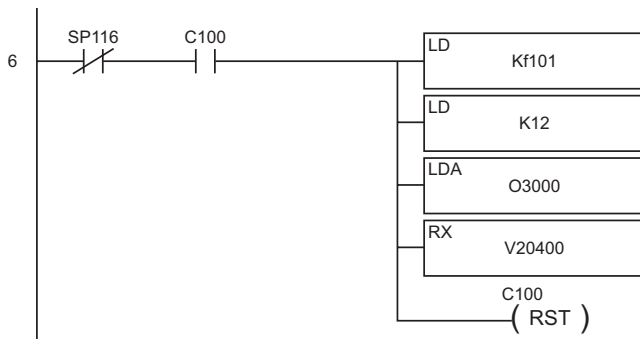 SP116 C100
6
LD
Kf101
LD
K12
LDA
O3000
RX
V20400
C100
( RST )